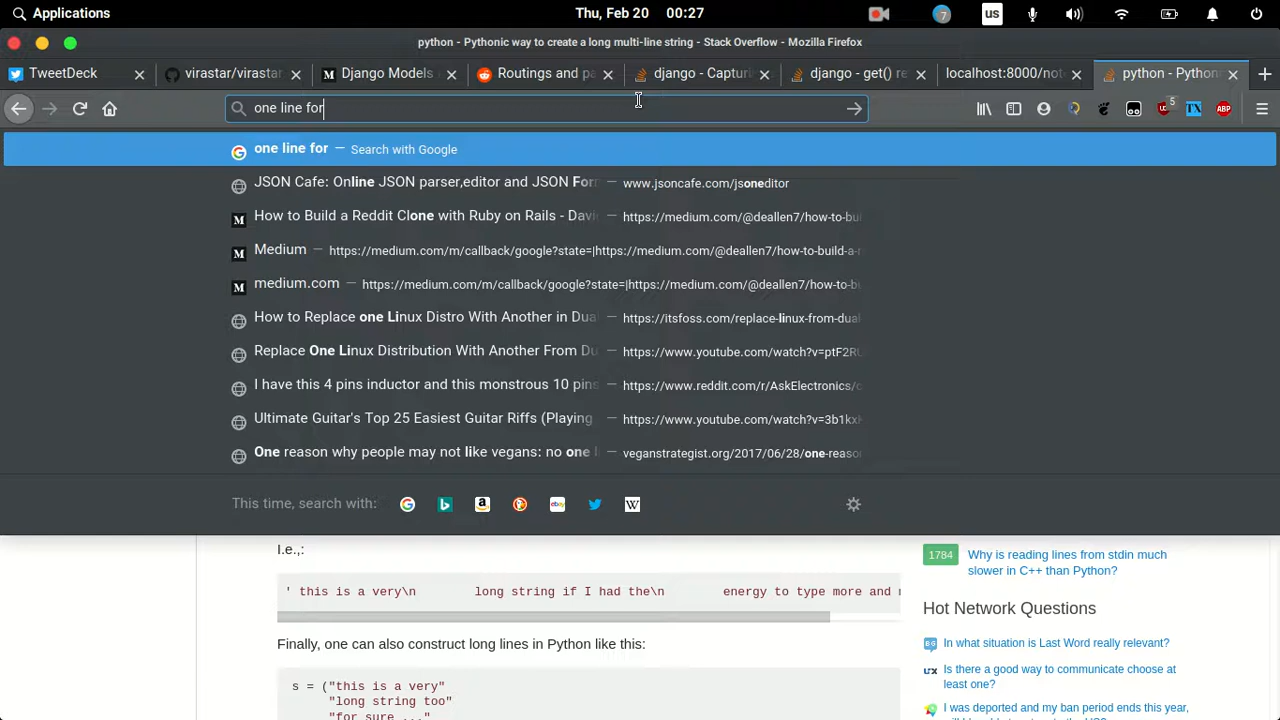 Applications
Thu, Feb 20 00:27
7
us
python - Pythonic way to create a long multi-line string - Stack Overflow - Mozilla Firefox
TweetDeck
virastar/virastar
Django Models
Routings and pa
django - Capturi
django - get() re
localhost:8000/not
python - Python
one line for
5
ABP
one line for — Search with Google
JSON Cafe: Online JSON parser,editor and JSON For — www.jsoncafe.com/jsoneditor
How to Build a Reddit Clone with Ruby on Rails - Davi — https://medium.com/@deallen7/how-to-bui
Medium — https://medium.com/m/callback/google?state=|https://medium.com/@deallen7/how-to-build-a-r
medium.com — https://medium.com/m/callback/google?state=|https://medium.com/@deallen7/how-to-bu
How to Replace one Linux Distro With Another in Dua — https://itsfoss.com/replace-linux-from-dual
Replace One Linux Distribution With Another From Du — https://www.youtube.com/watch?v=ptF2RU
I have this 4 pins inductor and this monstrous 10 pins — https://www.reddit.com/r/AskElectronics/c
Ultimate Guitar's Top 25 Easiest Guitar Riffs (Playing — https://www.youtube.com/watch?v=3b1kxH
One reason why people may not like vegans: no one l — veganstrategist.org/2017/06/28/one-reason
This time, search with:
I.e.,:
' this is a very\n        long string if I had the\n        energy to type more and
Finally, one can also construct long lines in Python like this:
s = ("this is a very"
"long string too"
"for sure ..."
1784 Why is reading lines from stdin much
slower in C++ than Python?
Hot Network Questions
In what situation is Last Word really relevant?
Is there a good way to communicate choose at
least one?
I was deported and my ban period ends this year,